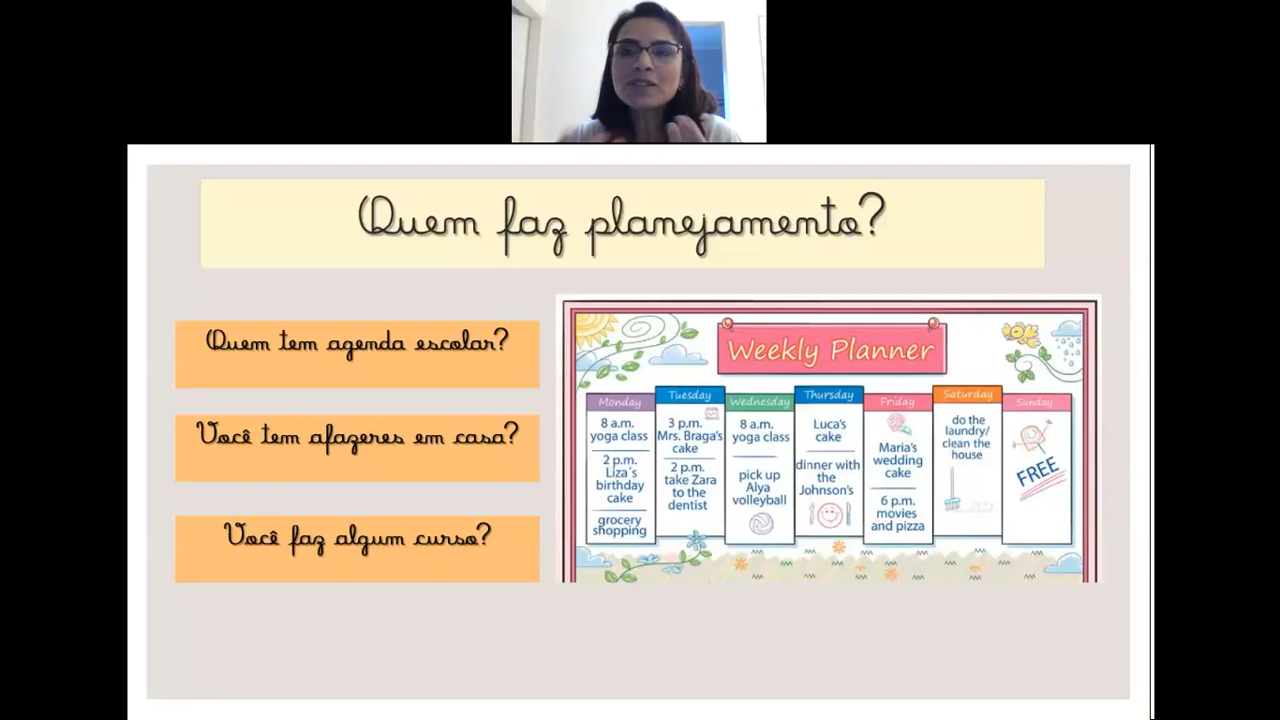 Quem faz planejamento?
Quem tem agenda escolar?
Você tem afazeres em casa?
Você faz algum curso?
Weekly Planner
Monday
8 a.m.
yoga class
2 p.m.
Liza´s
birthday
cake
grocery
shopping
Tuesday
3 p.m.
Mrs. Braga's
cake
2 p.m.
take Zara
to the
dentist
Wednesday
8 a.m.
yoga class
pick up
Alya
volleyball
Thursday
Luca's
cake
dinner with
the
Johnson's
Friday
Maria's
wedding
cake
6 p.m.
movies
and pizza
Saturday
do the
laundry/
clean the
house
Sunday
FREE